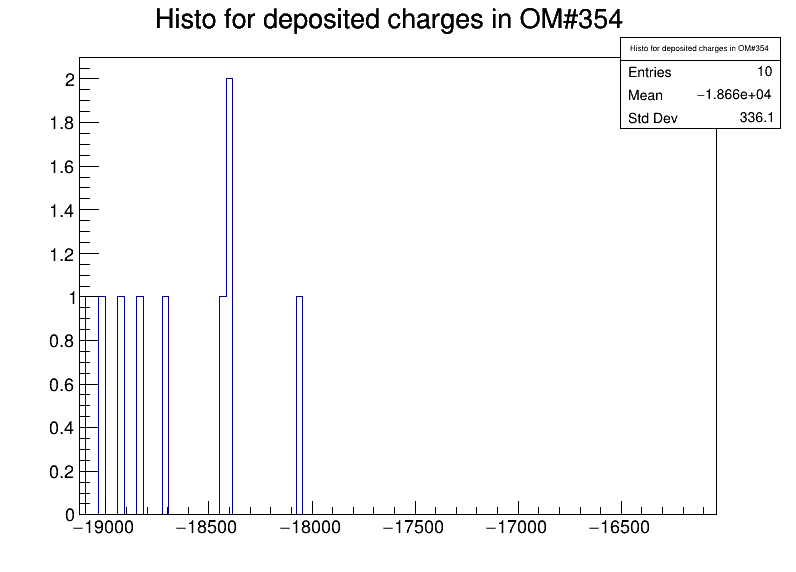 Histo for deposited charges in OM#354
Histo for deposited charges in OM#354
Entries 10
Mean −1.866e+04
Std Dev 336.1
2
1.8
1.6
1.4
1.2
1
0.8
0.6
0.4
0.2
0
−19000 −18500 −18000 −17500 −17000 −16500